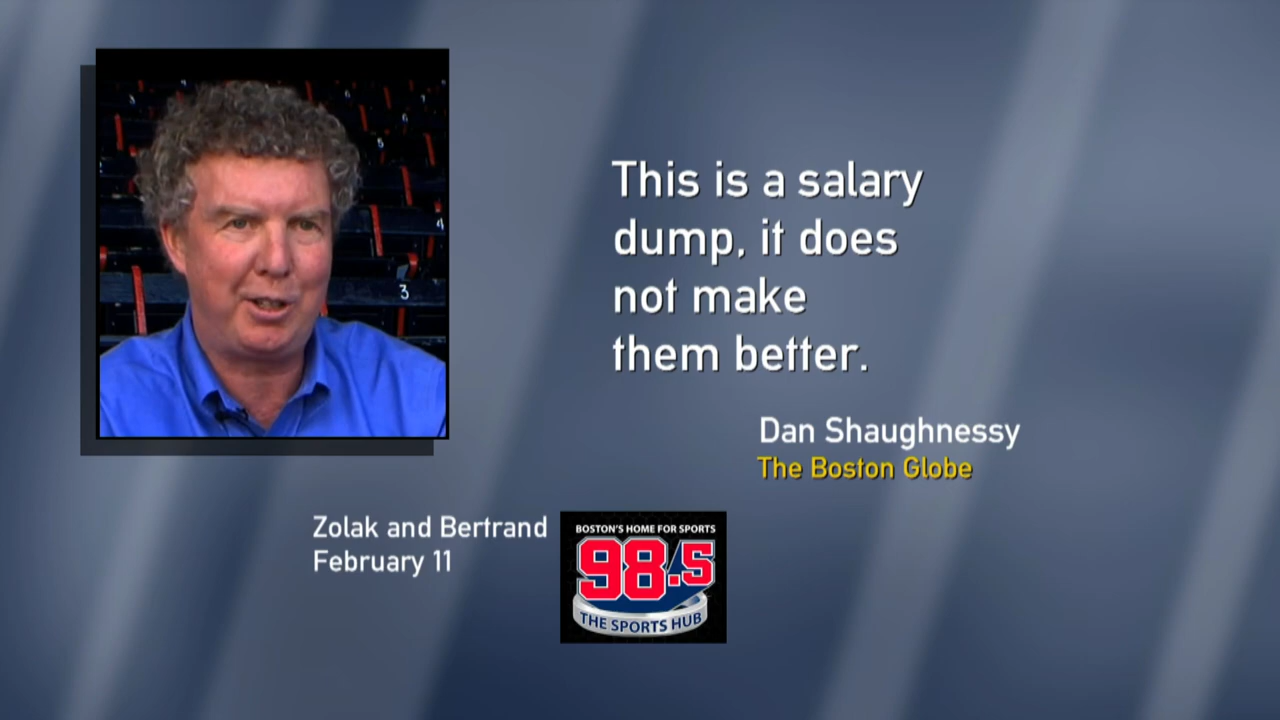 This is a salary
dump, it does
not make
them better.
Dan Shaughnessy
The Boston Globe
Zolak and Bertrand
February 11
BOSTON'S HOME FOR SPORTS
98.5
THE SPORTS HUB
3